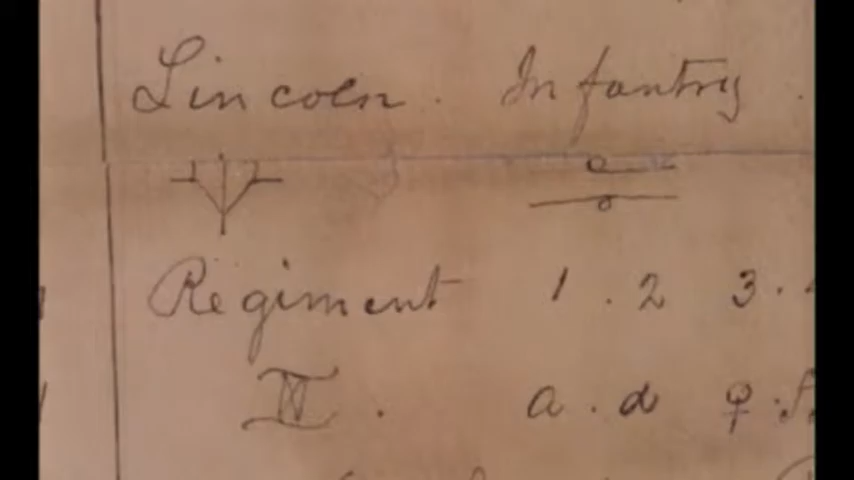 Lincoln . Infantry .
Regiment 1 . 2 3 .
a . d ♀ . f